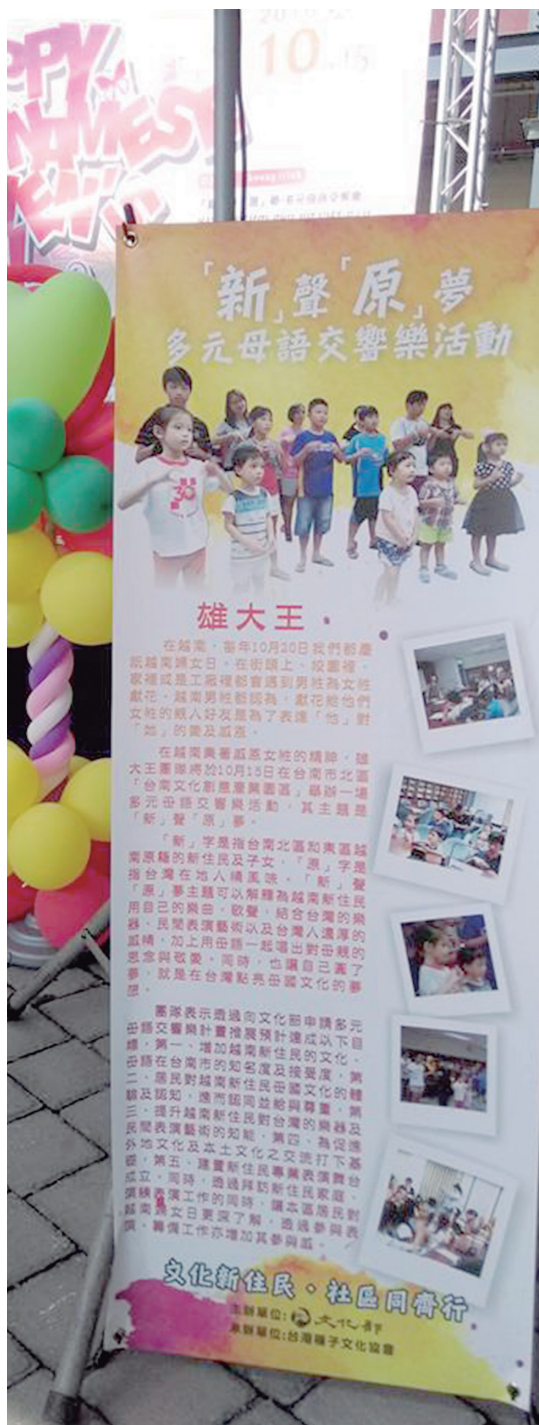 PPY
10.15
「新」聲「原」夢
多元母語交響樂活動
雄大王
在越南,每年10月20日我們都慶
祝越南婦女日。在街頭上、校園裡、
家裡或是工廠裡都會遇到男性為女性
獻花。越南男性都認為,獻花給他們
女性的親人好友是為了表達「他」對
「她」的愛及感恩。
在越南秉著感恩女性的精神,雄
大王團隊將於10月15日在台南市北區
「台南文化創意產業園區」舉辦一場
多元母語交響樂活動,其主題是
「新」聲「原」夢。
「新」字是指台南北區和東區越
南原籍的新住民及子女,「原」字是
指台灣在地人情風味。「新」聲
「原」夢主題可以解釋為越南新住民
用自己的樂曲、歌聲,結合台灣的樂
器、民間表演藝術以及台灣人濃厚的
感情,加上用母語一起唱出對母親的
思念與敬愛。同時,也讓自己圓了
夢,就是在台灣點亮母國文化的夢
想。
團隊表示透過向文化部申請多元
母語交響樂計畫推展預計達成以下目
標,第一、增加越南新住民的文化、
母語在台南市的知名度及接受度。第
二、居民對越南新住民母國文化的體
驗及認知,進而認同並給與尊重。第
三、提升越南新住民對台灣的樂器及
民間表演藝術的知能。第四、為促進
外地文化及本土文化之交流打下基
礎。第五、建置新住民專業表演舞台
成立。同時,透過拜訪新住民家庭、
演練表演工作的同時,讓本區居民對
越南婦女日更深了解,透過參與表
演、籌備工作亦增加其參與感。
文化新住民・社區同齊行
主辦單位:文化部
承辦單位:台灣種子文化協會